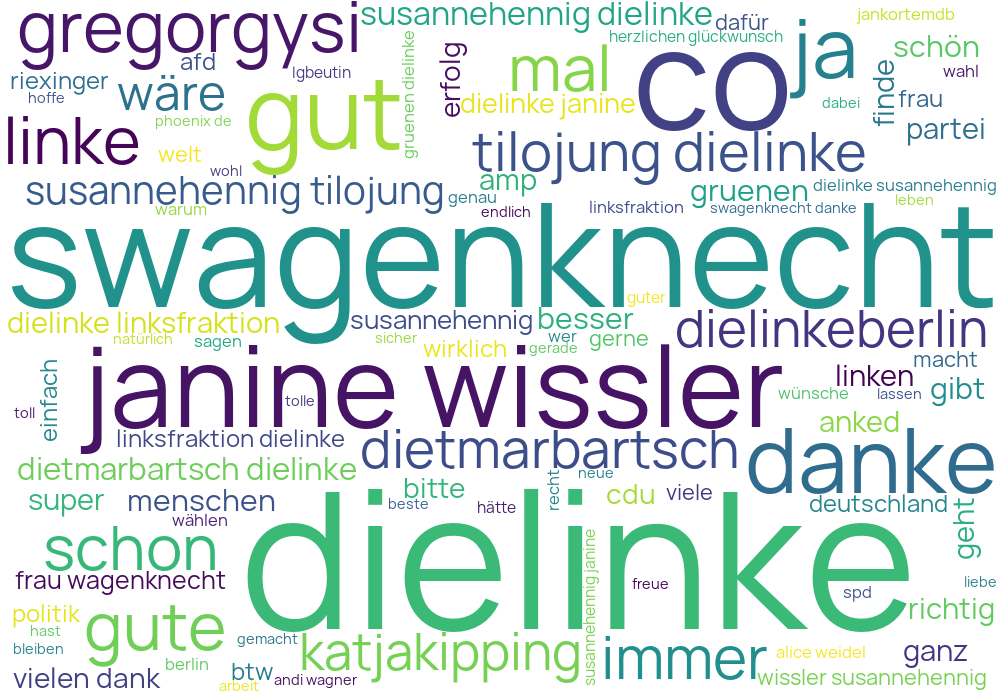 gregorgysi
susannehennig dielinke
dafür
jankortemdb
herzlichen glückwunsch
ja
schön
afd
lgbeutin
gruenen dielinke
erfolg
mal
co
wahl
riexinger
hoffe
wäre
gut
dielinke janine
dabei
finde
frau
linke
phoenix de
partei
welt
wohl
tilojung dielinke
susannehennig tilojung
genau
amp
gruenen
dielinke susannehennig
leben
warum
endlich
linksfraktion
swagenknecht danke
swagenknecht
guter
dielinke linksfraktion
susannehennig
besser
dielinkeberlin
natürlich
sagen
sicher
wirklich
wer
gerade
gerne
macht
einfach
janine wissler
linken
gibt
toll
tolle
wünsche
lassen
anked
linksfraktion dielinke
dietmarbartsch
danke
dietmarbartsch dielinke
bitte
recht
neue
super
menschen
beste
hätte
cdu
viele
deutschland
geht
wählen
schon
dielinke
susannehennig janine
frau wagenknecht
freue
spd
liebe
politik
gute
richtig
hast
bleiben
gemacht
katjakipping
immer
alice weidel
ganz
berlin
vielen dank
btw
andi wagner
arbeit
wissler susannehennig